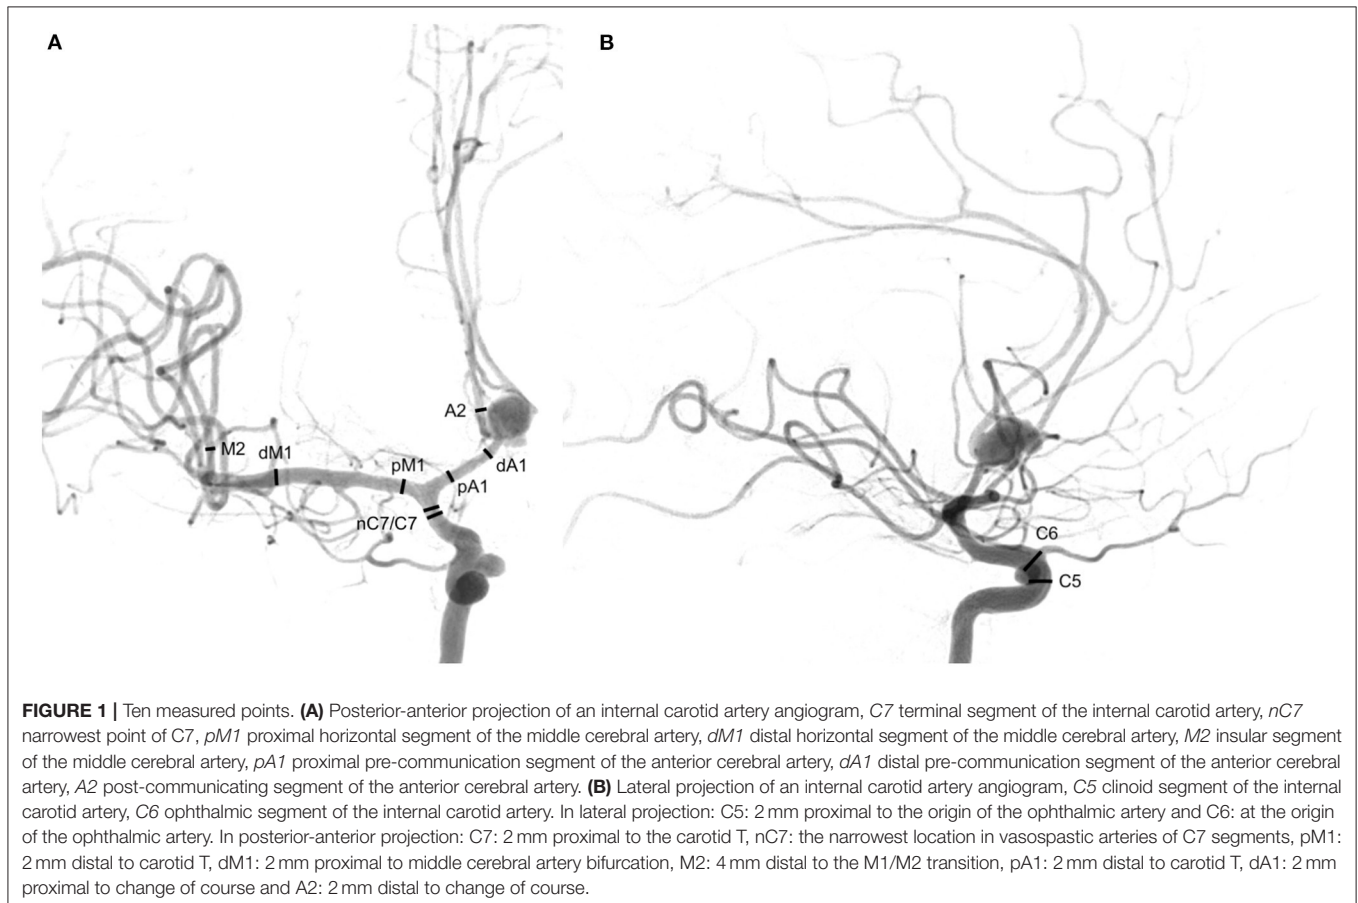 A
B
A2
M2
dM1
pM1
dA1
pA1
nC7/C7
C6
C5
FIGURE 1 | Ten measured points. (A) Posterior-anterior projection of an internal carotid artery angiogram, C7 terminal segment of the internal carotid artery, nC7
narrowest point of C7, pM1 proximal horizontal segment of the middle cerebral artery, dM1 distal horizontal segment of the middle cerebral artery, M2 insular segment
of the middle cerebral artery, pA1 proximal pre-communication segment of the anterior cerebral artery, dA1 distal pre-communication segment of the anterior cerebral
artery, A2 post-communicating segment of the anterior cerebral artery. (B) Lateral projection of an internal carotid artery angiogram, C5 clinoid segment of the internal
carotid artery, C6 ophthalmic segment of the internal carotid artery. In lateral projection: C5: 2 mm proximal to the origin of the ophthalmic artery and C6: at the origin
of the ophthalmic artery. In posterior-anterior projection: C7: 2 mm proximal to the carotid T, nC7: the narrowest location in vasospastic arteries of C7 segments, pM1:
2 mm distal to carotid T, dM1: 2 mm proximal to middle cerebral artery bifurcation, M2: 4 mm distal to the M1/M2 transition, pA1: 2 mm distal to carotid T, dA1: 2 mm
proximal to change of course and A2: 2 mm distal to change of course.